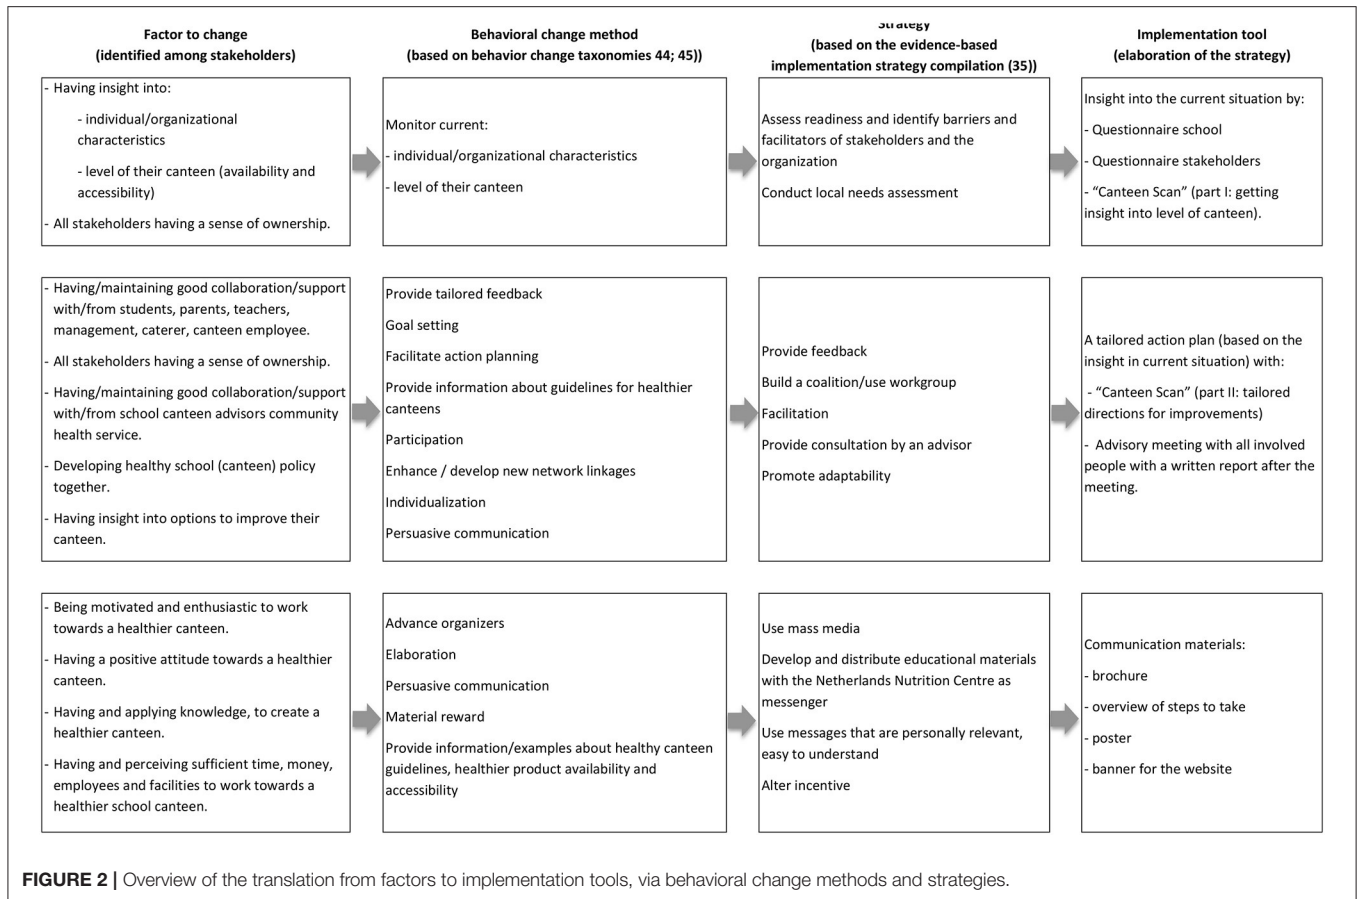 Factor to change
(identified among stakeholders)
Behavioral change method
(based on behavior change taxonomies 44; 45))
Strategy
(based on the evidence-based
implementation strategy compilation (35))
Implementation tool
(elaboration of the strategy)
- Having insight into:
- individual/organizational
characteristics
- level of their canteen (availability and
accessibility)
- All stakeholders having a sense of ownership.
Monitor current:
- individual/organizational characteristics
- level of their canteen
Assess readiness and identify barriers and
facilitators of stakeholders and the
organization
Conduct local needs assessment
Insight into the current situation by:
- Questionnaire school
- Questionnaire stakeholders
- “Canteen Scan” (part I: getting
insight into level of canteen).
- Having/maintaining good collaboration/support
with/from students, parents, teachers,
management, caterer, canteen employee.
- All stakeholders having a sense of ownership.
- Having/maintaining good collaboration/support
with/from school canteen advisors community
health service.
- Developing healthy school (canteen) policy
together.
- Having insight into options to improve their
canteen.
Provide tailored feedback
Goal setting
Facilitate action planning
Provide information about guidelines for healthier
canteens
Participation
Enhance / develop new network linkages
Individualization
Persuasive communication
Provide feedback
Build a coalition/use workgroup
Facilitation
Provide consultation by an advisor
Promote adaptability
A tailored action plan (based on the
insight in current situation) with:
- “Canteen Scan” (part II: tailored
directions for improvements)
- Advisory meeting with all involved
people with a written report after the
meeting.
- Being motivated and enthusiastic to work
towards a healthier canteen.
- Having a positive attitude towards a healthier
canteen.
- Having and applying knowledge, to create a
healthier canteen.
- Having and perceiving sufficient time, money,
employees and facilities to work towards a
healthier school canteen.
Advance organizers
Elaboration
Persuasive communication
Material reward
Provide information/examples about healthy canteen
guidelines, healthier product availability and
accessibility
Use mass media
Develop and distribute educational materials
with the Netherlands Nutrition Centre as
messenger
Use messages that are personally relevant,
easy to understand
Alter incentive
Communication materials:
- brochure
- overview of steps to take
- poster
- banner for the website
FIGURE 2 | Overview of the translation from factors to implementation tools, via behavioral change methods and strategies.